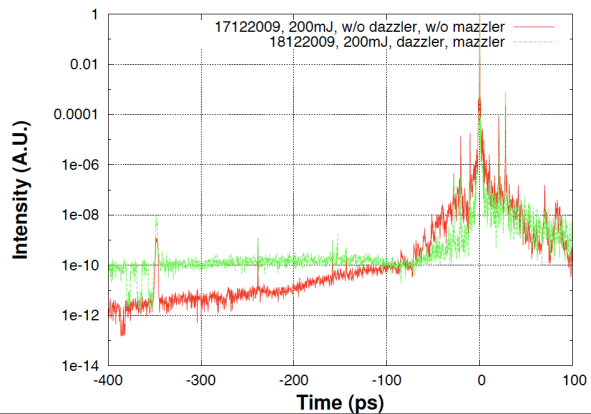 17122009, 200mJ, w/o dazzler, w/o mazzler
18122009, 200mJ, dazzler, mazzler
1
0.01
0.0001
1e-06
1e-08
1e-10
1e-12
1e-14
Intensity (A.U.)
-400 -300 -200 -100 0 100
Time (ps)